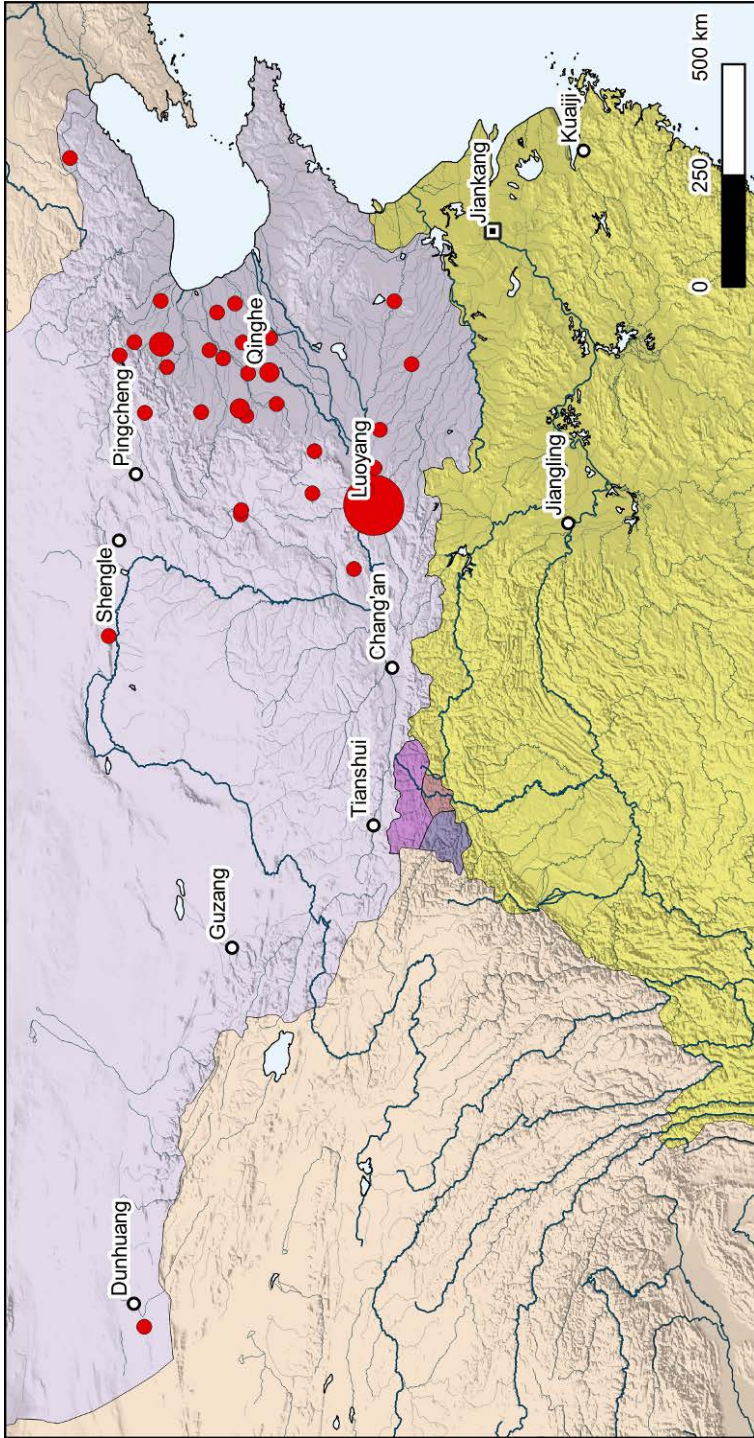 Dunhuang
Guzang
Shengle
Pingcheng
Qinghe
Tianshui
Chang'an
Luoyang
Jiangling
Jiankang
Kuaiji
0 250 500 km